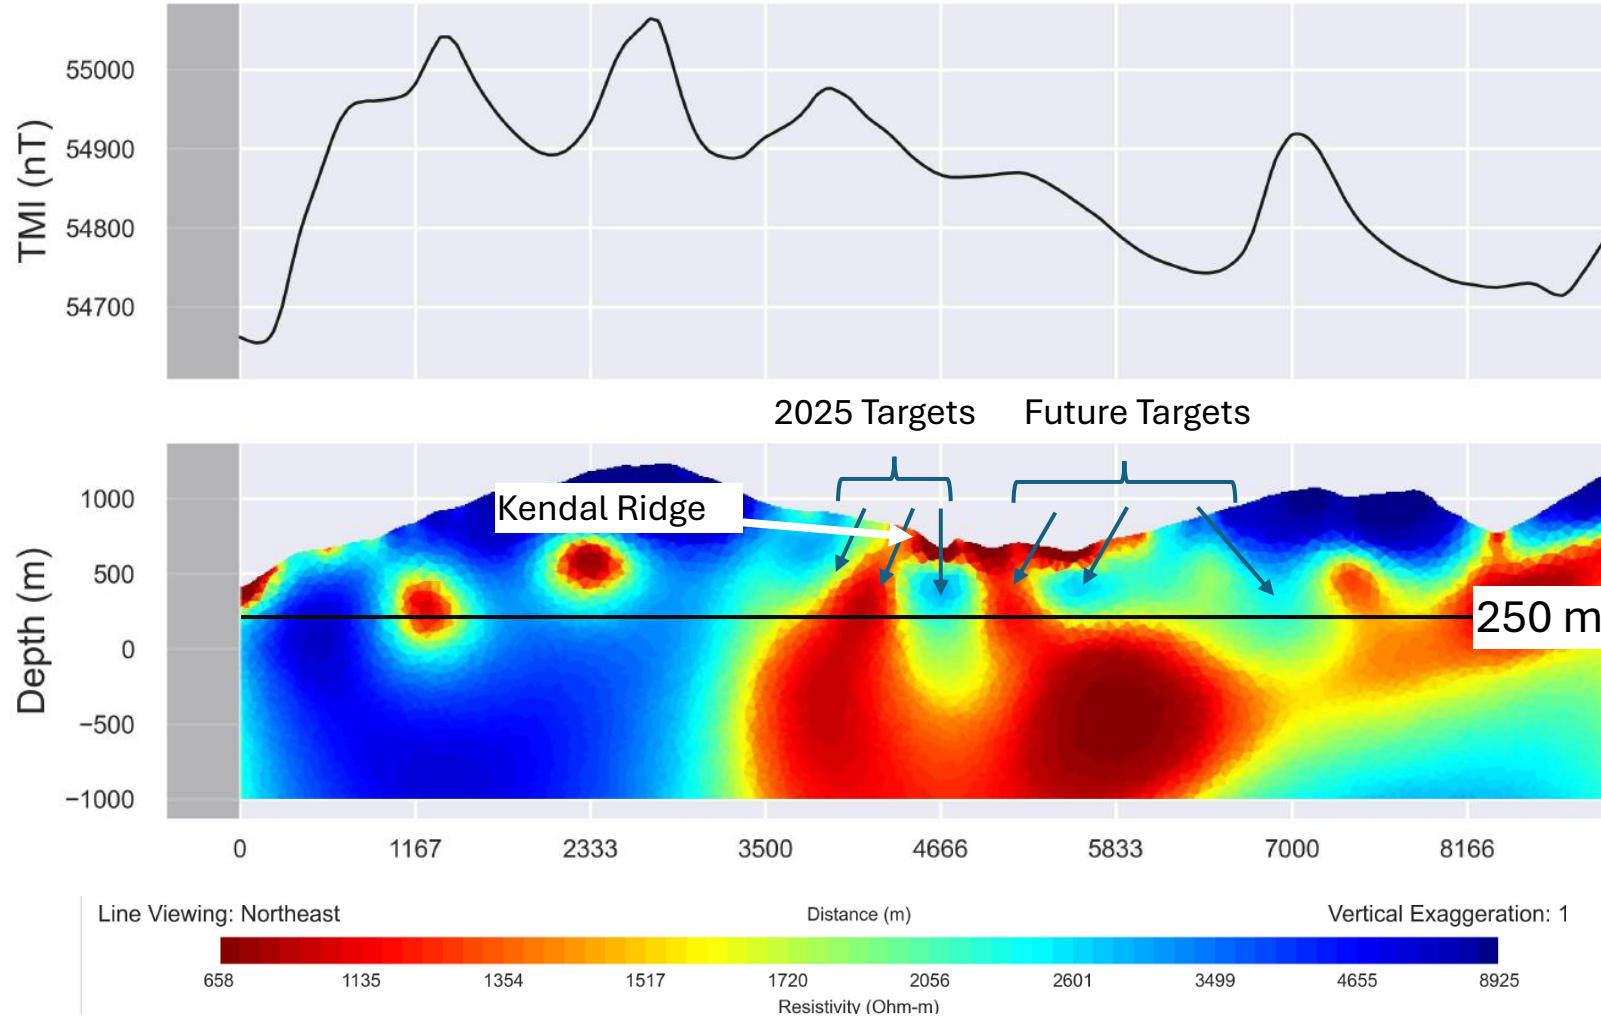 TMI (nT)
55000
54900
54800
54700
2025 Targets
Future Targets
Kendal Ridge
Depth (m)
1000
500
0
−500
−1000
250 m
0
1167
2333
3500
4666
5833
7000
8166
Line Viewing: Northeast
Distance (m)
Vertical Exaggeration: 1
658
1135
1354
1517
1720
2056
2601
3499
4655
8925
Resistivity (Ohm-m)